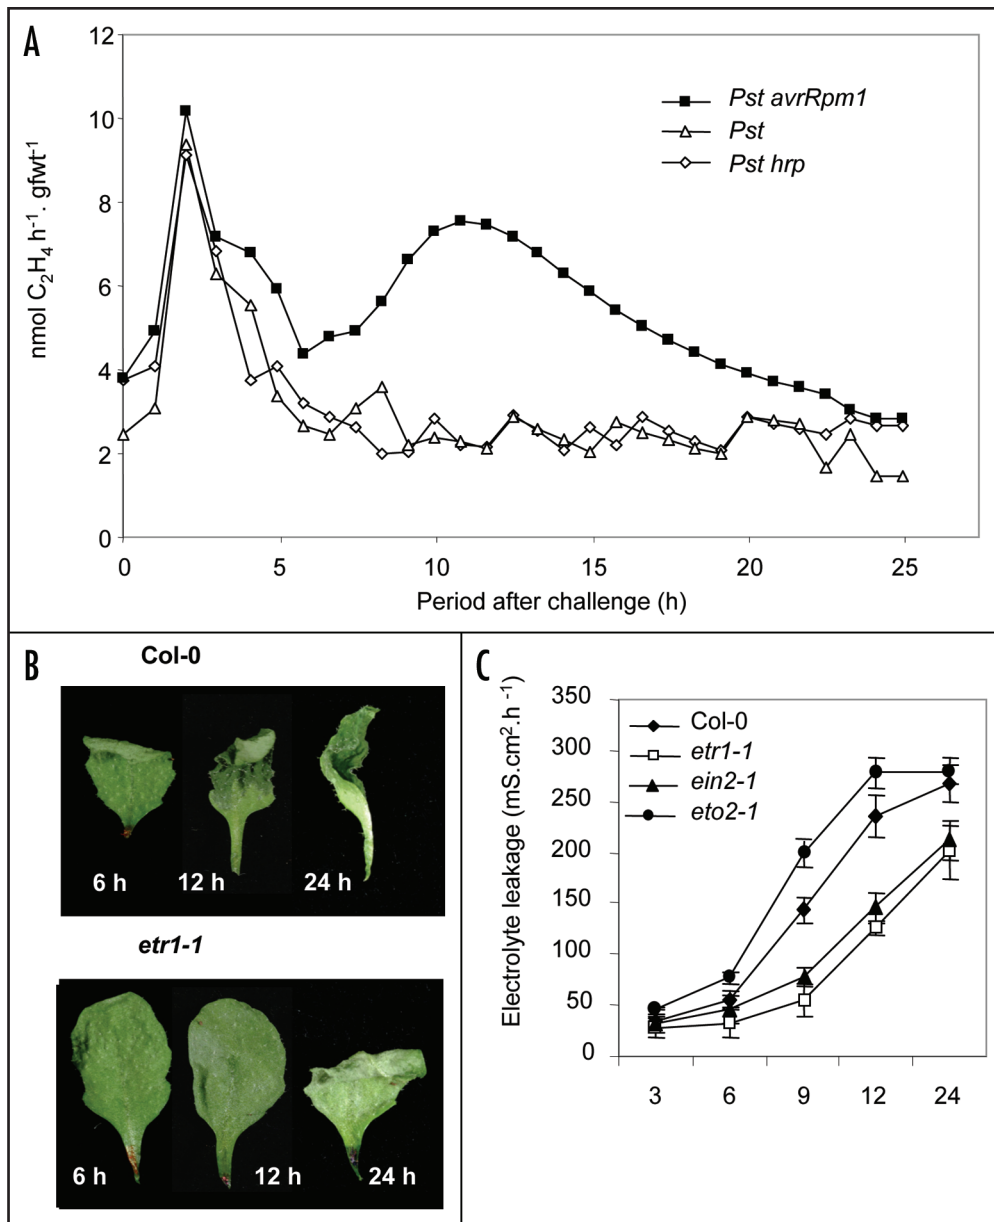 A
12
10
8
6
4
2
0
nmol C₂H₄ h⁻¹. gfwt⁻¹
Pst avrRpm1
Pst
Pst hrp
0 5 10 15 20 25
Period after challenge (h)
B
Col-0
6 h 12 h 24 h
etr1-1
6 h 12 h 24 h
C
350
300
250
200
150
100
50
0
Electrolyte leakage (mS.cm².h⁻¹)
Col-0
etr1-1
ein2-1
eto2-1
3 6 9 12 24